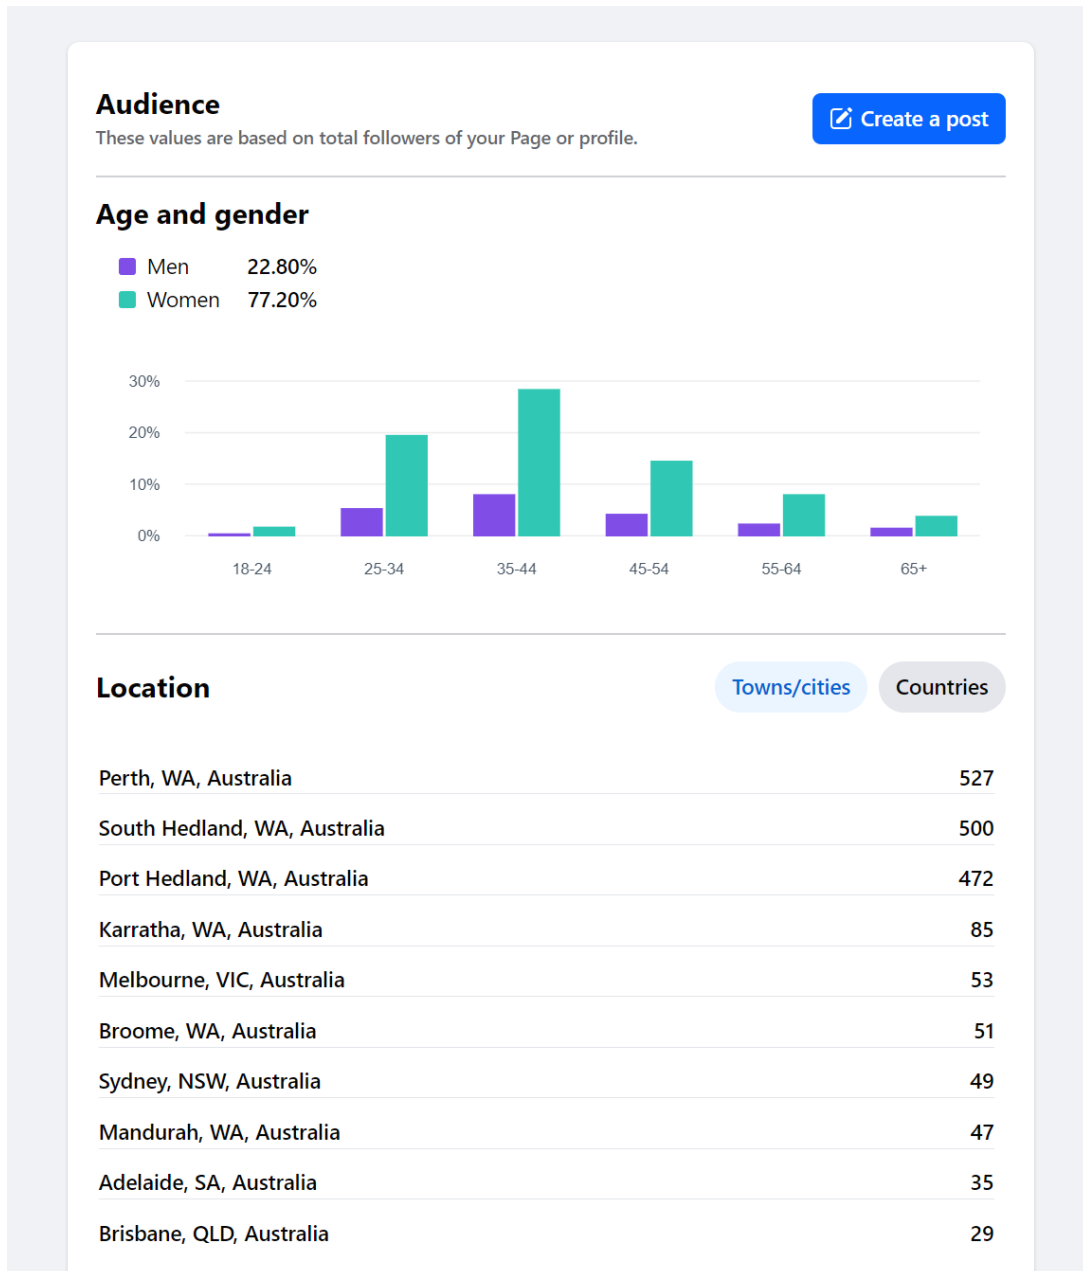 Audience
Create a post
These values are based on total followers of your Page or profile.
Age and gender
Men 22.80%
Women 77.20%
30%
20%
10%
0%
18-24 25-34 35-44 45-54 55-64 65+
Location
Towns/cities Countries
Perth, WA, Australia 527
South Hedland, WA, Australia 500
Port Hedland, WA, Australia 472
Karratha, WA, Australia 85
Melbourne, VIC, Australia 53
Broome, WA, Australia 51
Sydney, NSW, Australia 49
Mandurah, WA, Australia 47
Adelaide, SA, Australia 35
Brisbane, QLD, Australia 29